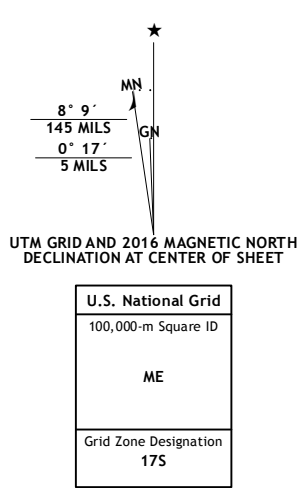 ★
MN
8° 9´
145 MILS
GN
0° 17´
5 MILS
UTM GRID AND 2016 MAGNETIC NORTH
DECLINATION AT CENTER OF SHEET
U.S. National Grid
100,000-m Square ID
ME
Grid Zone Designation
17S